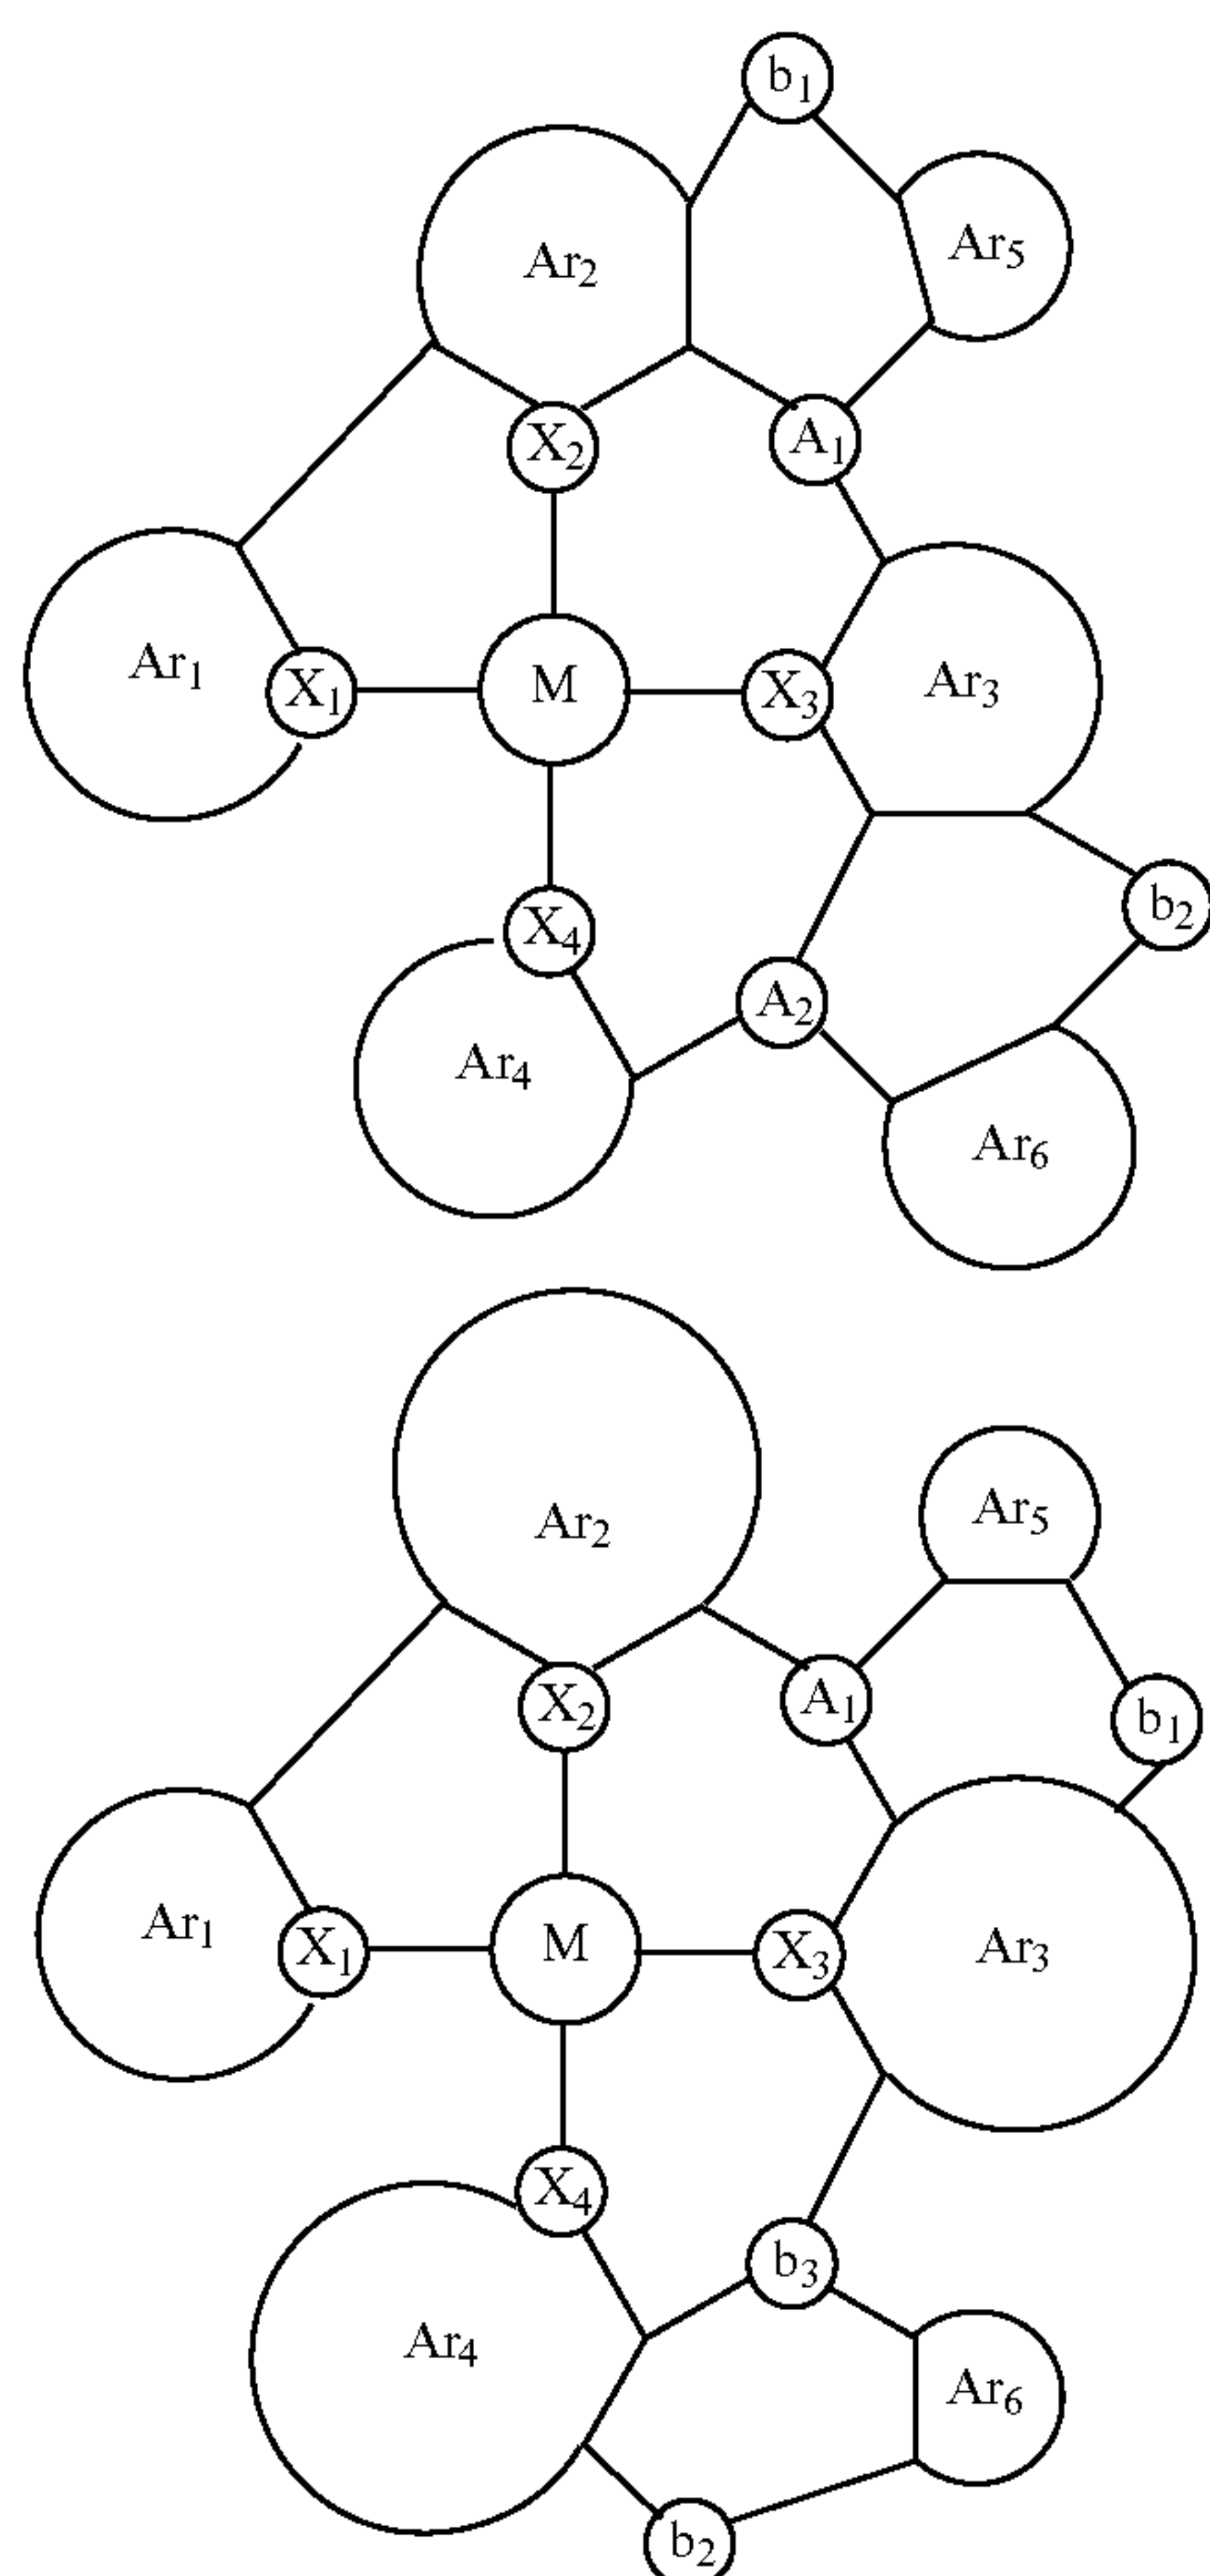 b₁
Ar₂
Ar₅
X₂
A₁
Ar₁
X₁
M
X₃
Ar₃
X₄
b₂
A₂
Ar₄
Ar₆
Ar₂
Ar₅
X₂
A₁
b₁
Ar₁
X₁
M
X₃
Ar₃
X₄
b₃
Ar₄
Ar₆
b₂